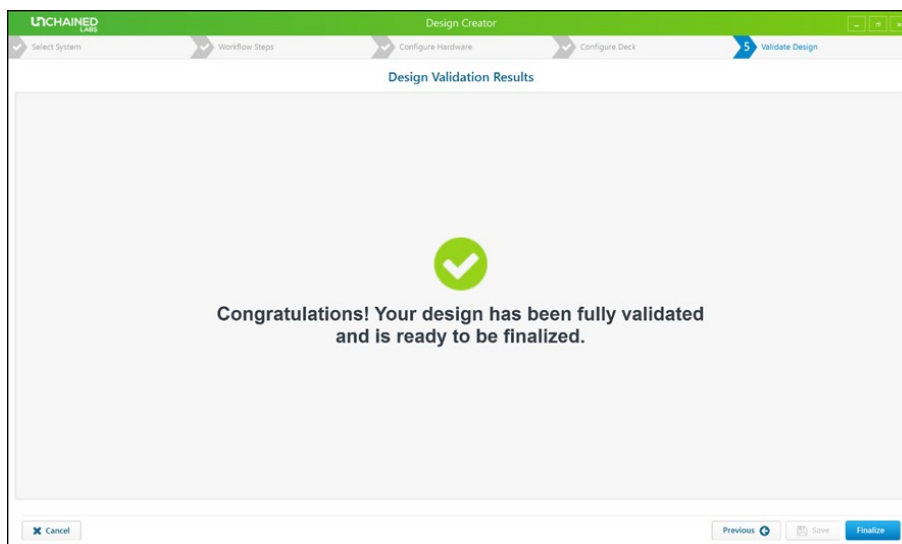 UNCHAINED
LABS
Design Creator
Select System
Workflow Steps
Configure Hardware
Configure Deck
5 Validate Design
Design Validation Results
Congratulations! Your design has been fully validated
and is ready to be finalized.
Cancel
Previous
Save
Finalize